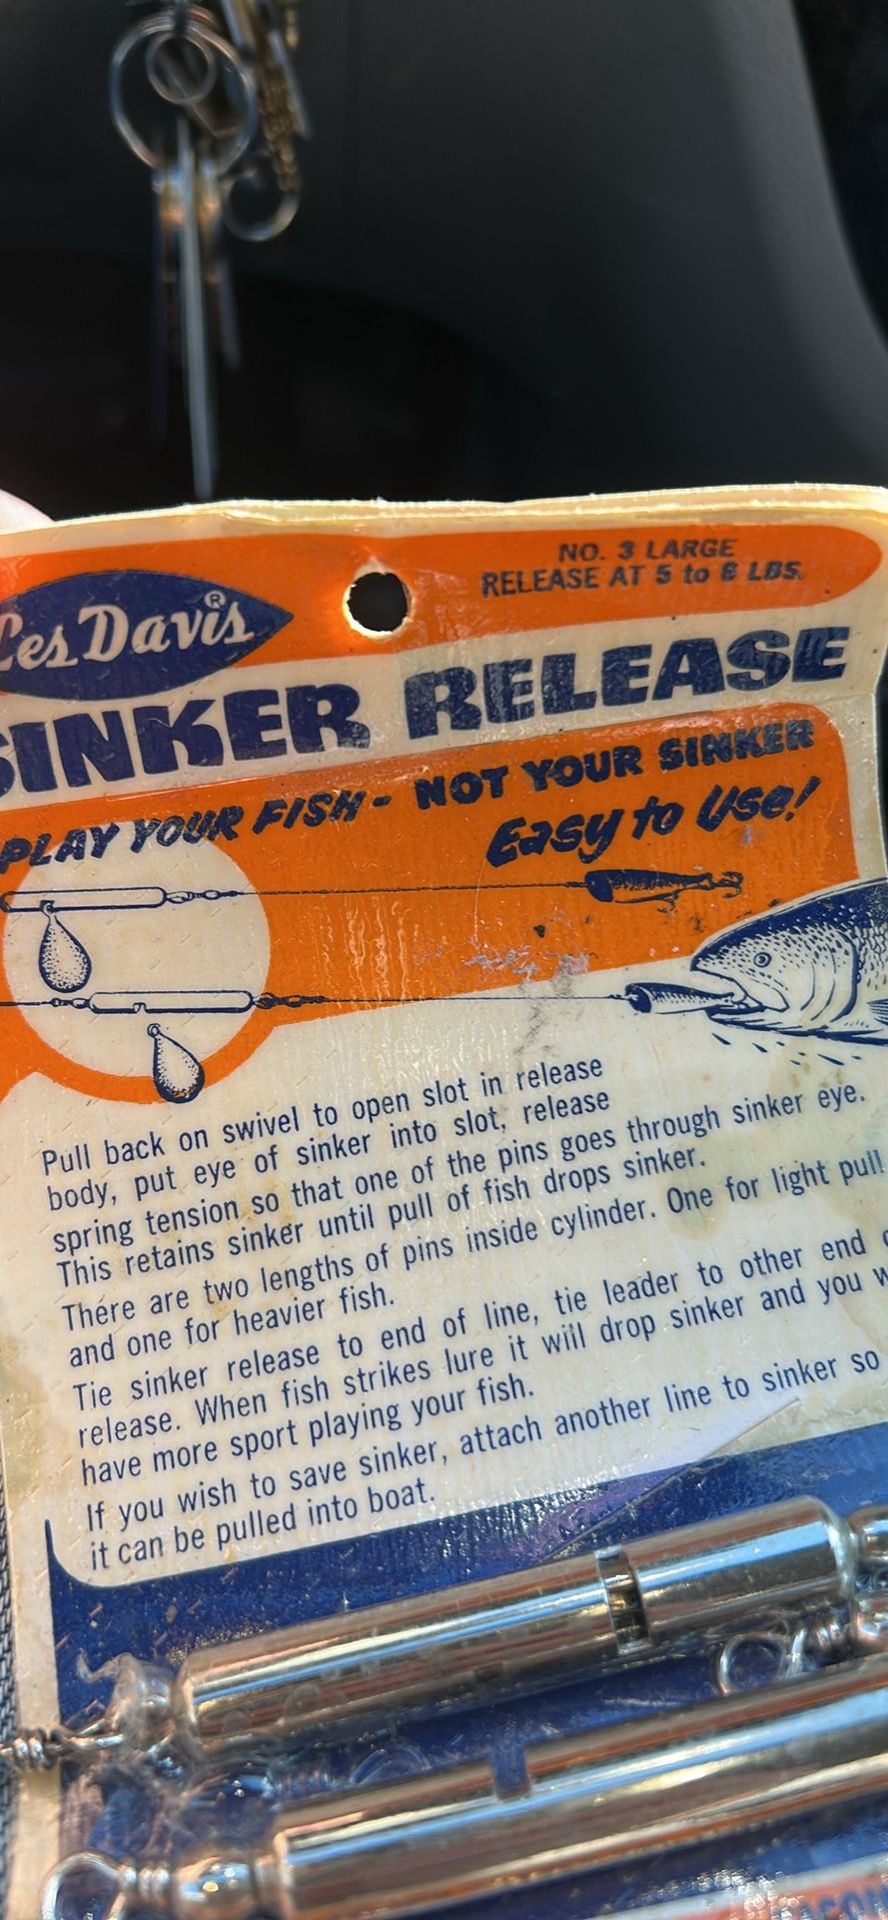 NO. 3 LARGE
RELEASE AT 5 to 6 LBS.
Les Davis®
SINKER RELEASE
PLAY YOUR FISH - NOT YOUR SINKER
Easy to Use!
Pull back on swivel to open slot in release
body, put eye of sinker into slot, release
spring tension so that one of the pins goes through sinker eye.
This retains sinker until pull of fish drops sinker.
There are two lengths of pins inside cylinder. One for light pull
and one for heavier fish.
Tie sinker release to end of line, tie leader to other end
release. When fish strikes lure it will drop sinker and you
have more sport playing your fish.
If you wish to save sinker, attach another line to sinker so
it can be pulled into boat.